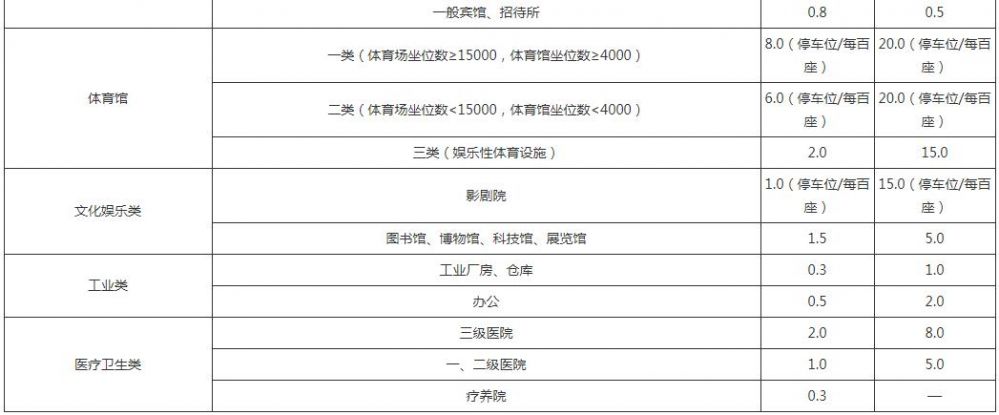 一般宾馆、招待所 0.8 0.5
体育馆
一类（体育场坐位数≥15000，体育馆坐位数≥4000） 8.0（停车位/每百座） 20.0（停车位/每百座）
二类（体育场坐位数<15000，体育馆坐位数<4000） 6.0（停车位/每百座） 20.0（停车位/每百座）
三类（娱乐性体育设施） 2.0 15.0
文化娱乐类
影剧院 1.0（停车位/每百座） 15.0（停车位/每百座）
图书馆、博物馆、科技馆、展览馆 1.5 5.0
工业类
工业厂房、仓库 0.3 1.0
办公 0.5 2.0
医疗卫生类
三级医院 2.0 8.0
一、二级医院 1.0 5.0
疗养院 0.3 —